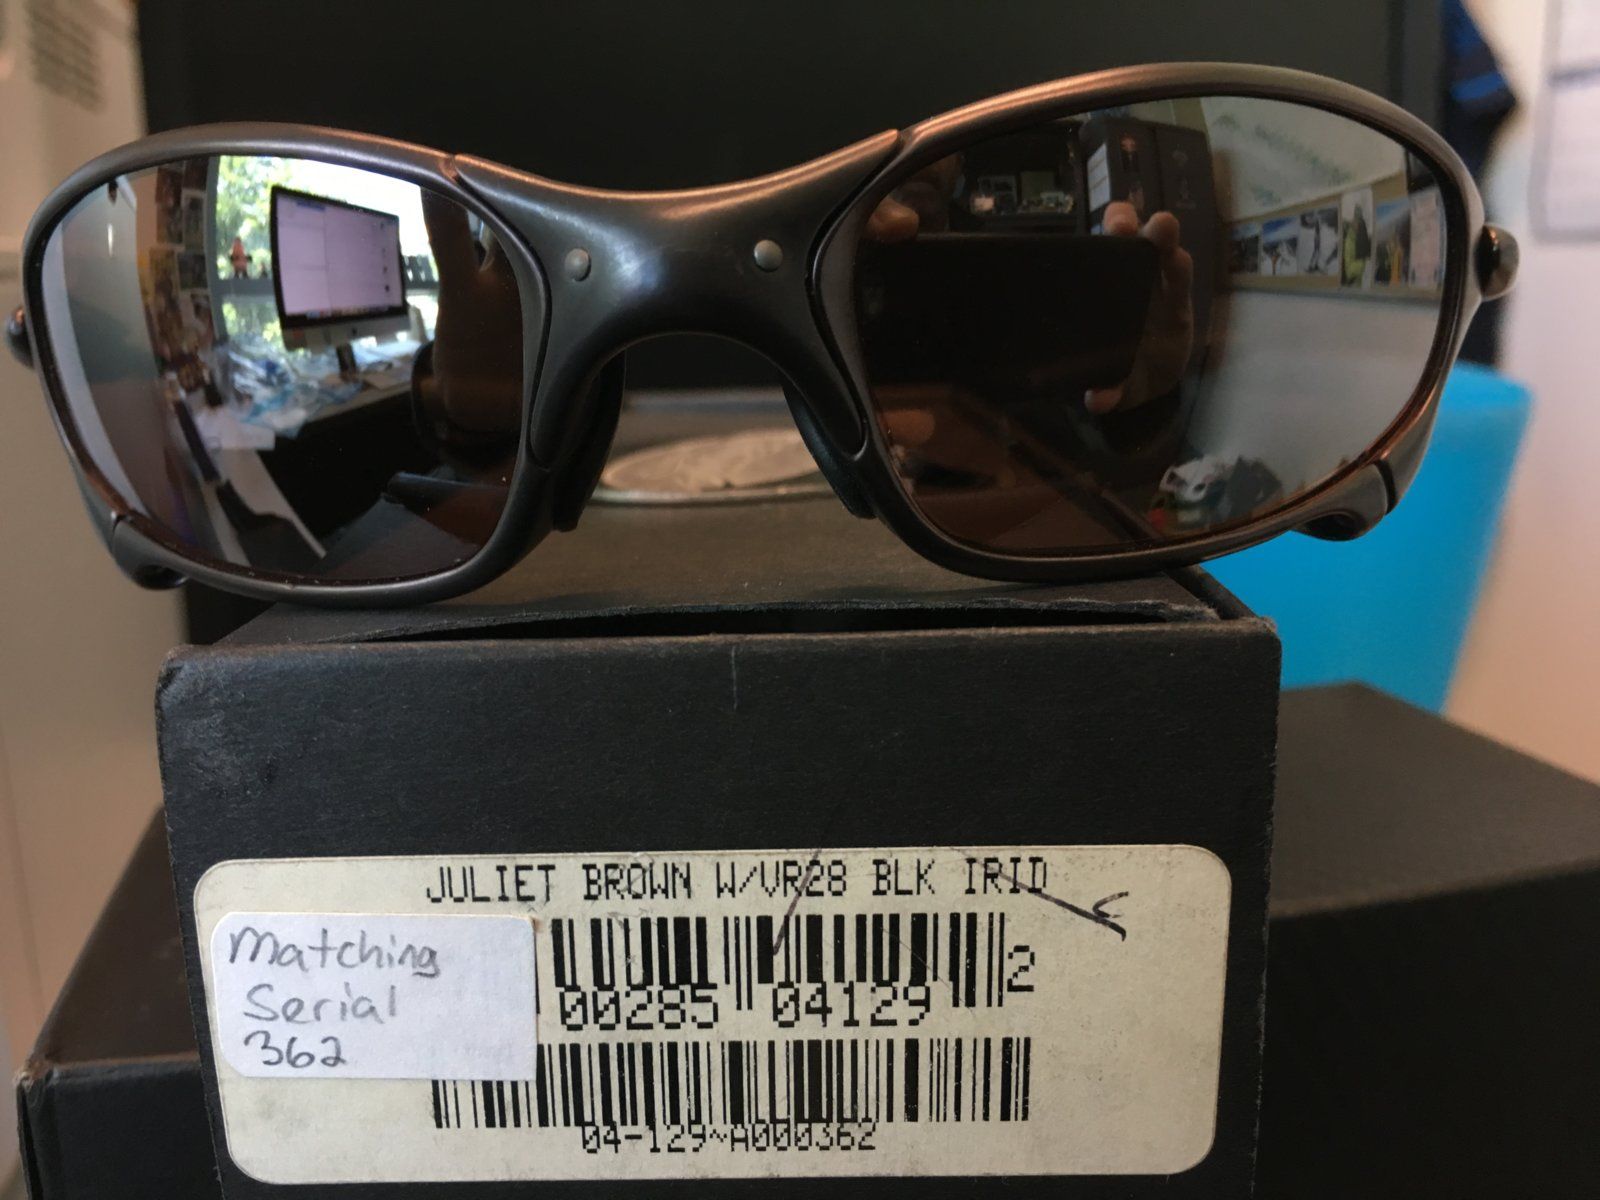 JULIET BROWN W/VR28 BLK IRID
Matching
Serial
362
00285 04129 2
04-129~A000362